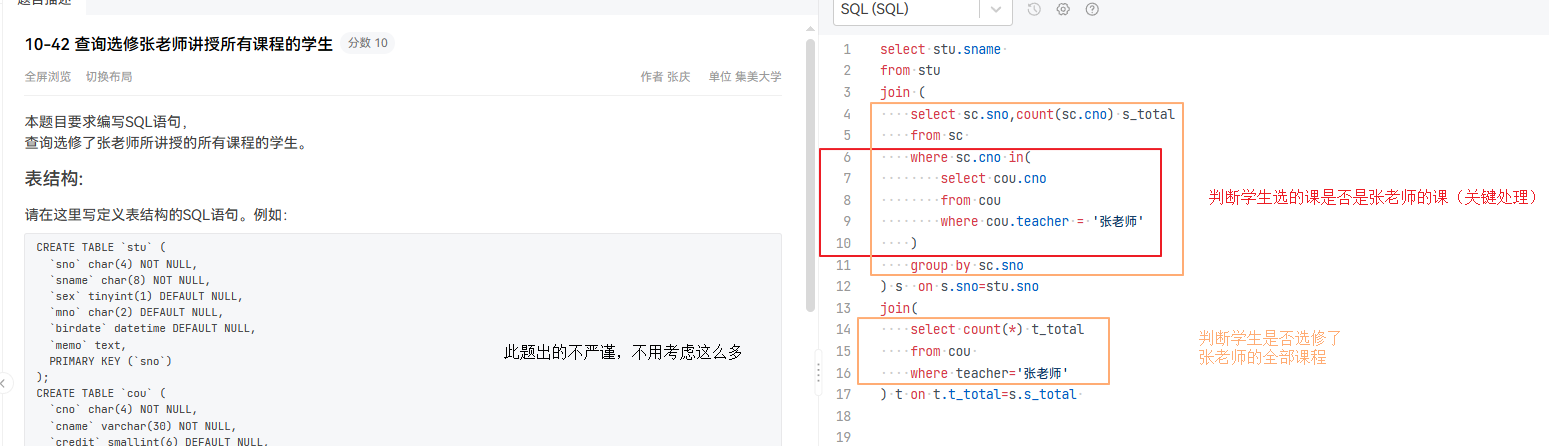 题目描述
SQL (SQL)
10-42 查询选修张老师讲授所有课程的学生
分数 10
全屏浏览 切换布局
作者 张庆 单位 集美大学
本题目要求编写SQL语句，
查询选修了张老师所讲授的所有课程的学生。
表结构:
请在这里写定义表结构的SQL语句。例如：
CREATE TABLE `stu` (
`sno` char(4) NOT NULL,
`sname` char(8) NOT NULL,
`sex` tinyint(1) DEFAULT NULL,
`mno` char(2) DEFAULT NULL,
`birdate` datetime DEFAULT NULL,
`memo` text,
PRIMARY KEY (`sno`)
);
CREATE TABLE `cou` (
`cno` char(4) NOT NULL,
`cname` varchar(30) NOT NULL,
`credit` smallint(6) DEFAULT NULL,
此题出的不严谨，不用考虑这么多
1 select stu.sname
2 from stu
3 join (
4 select sc.sno,count(sc.cno) s_total
5 from sc
6 where sc.cno in(
7 select cou.cno
8 from cou
9 where cou.teacher = '张老师'
10 )
11 group by sc.sno
12 ) s on s.sno=stu.sno
13 join(
14 select count(*) t_total
15 from cou
16 where teacher='张老师'
17 ) t on t.t_total=s.s_total
18
19
判断学生选的课是否是张老师的课（关键处理）
判断学生是否选修了
张老师的全部课程